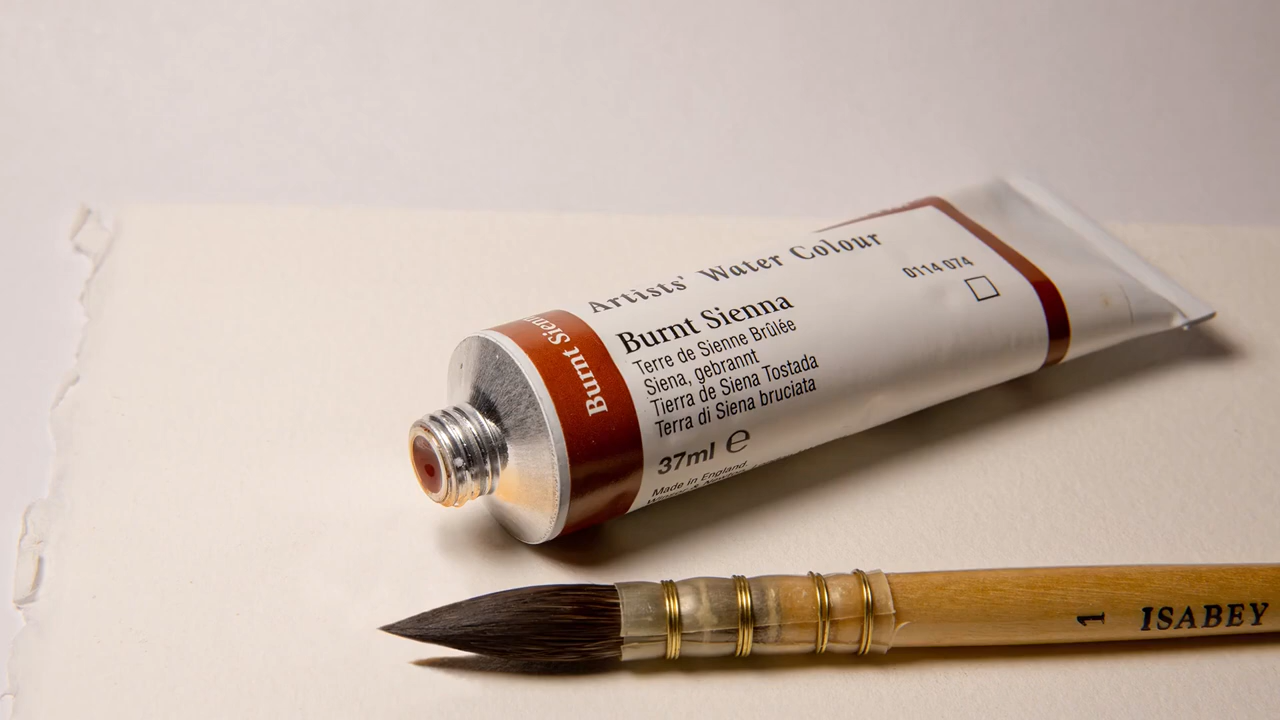 Artists' Water Colour
0114 074
Burnt Sienna
Terre de Sienne Brûlée
Siena, gebrannt
Tierra de Siena Tostada
Terra di Siena bruciata
37ml e
Made in England
Burnt Sienna
1 ISABEY